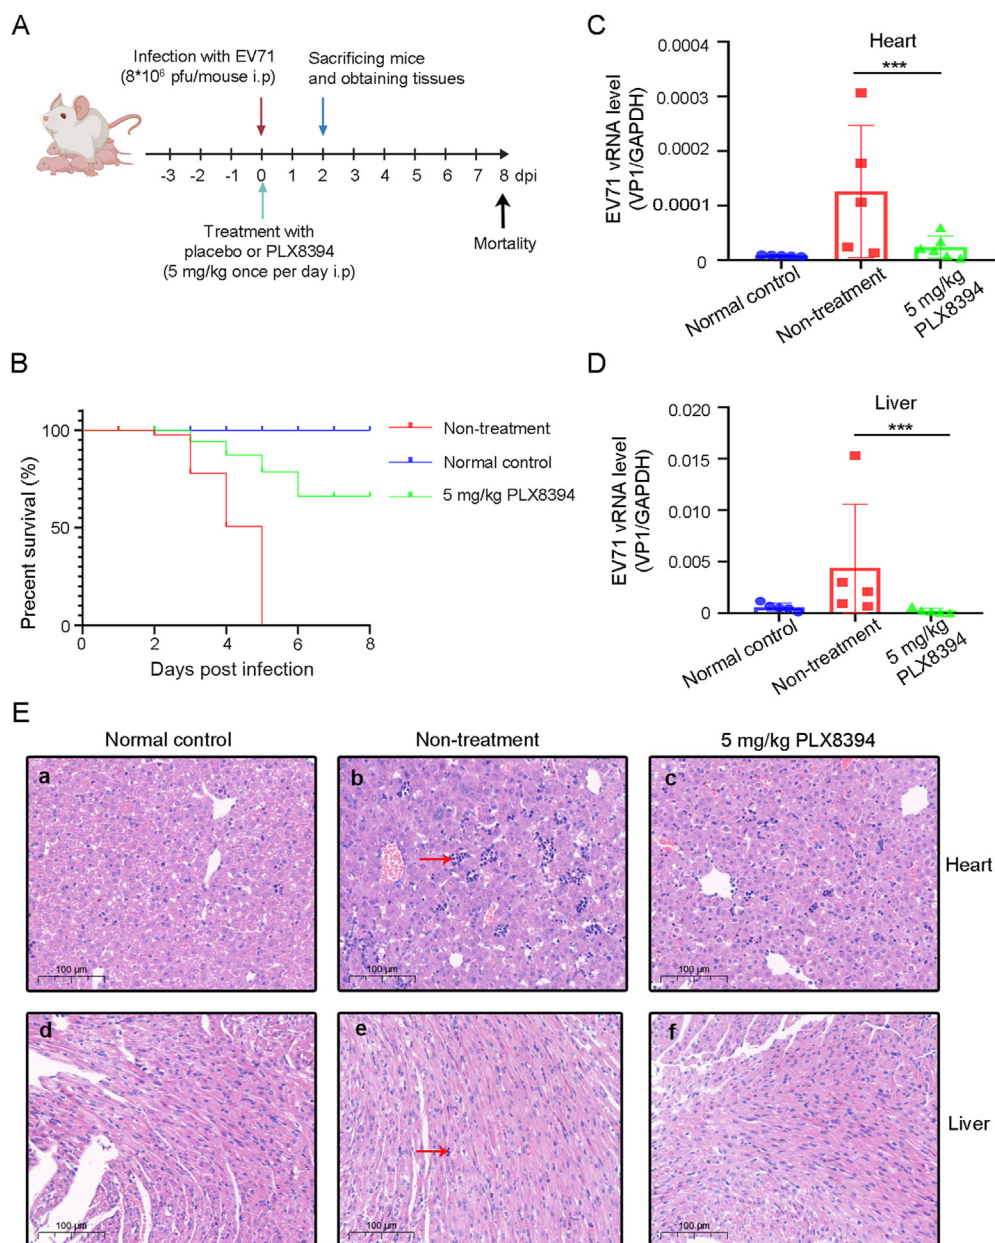 A
Infection with EV71
(8*10⁶ pfu/mouse i.p)
Sacrificing mice
and obtaining tissues
-3 -2 -1 0 1 2 3 4 5 6 7 8 dpi
Treatment with
placebo or PLX8394
(5 mg/kg once per day i.p)
Mortality
B
Precent survival (%)
100
50
0
0 2 4 6 8
Days post infection
Non-treatment
Normal control
5 mg/kg PLX8394
C
Heart
***
EV71 vRNA level
(VP1/GAPDH)
0.0004
0.0003
0.0002
0.0001
0
Normal control
Non-treatment
5 mg/kg
PLX8394
D
Liver
***
EV71 vRNA level
(VP1/GAPDH)
0.020
0.015
0.010
0.005
0
Normal control
Non-treatment
5 mg/kg
PLX8394
E
Normal control Non-treatment 5 mg/kg PLX8394
a
100 μm
b
100 μm
c
100 μm
Heart
d
100 μm
e
100 μm
f
100 μm
Liver